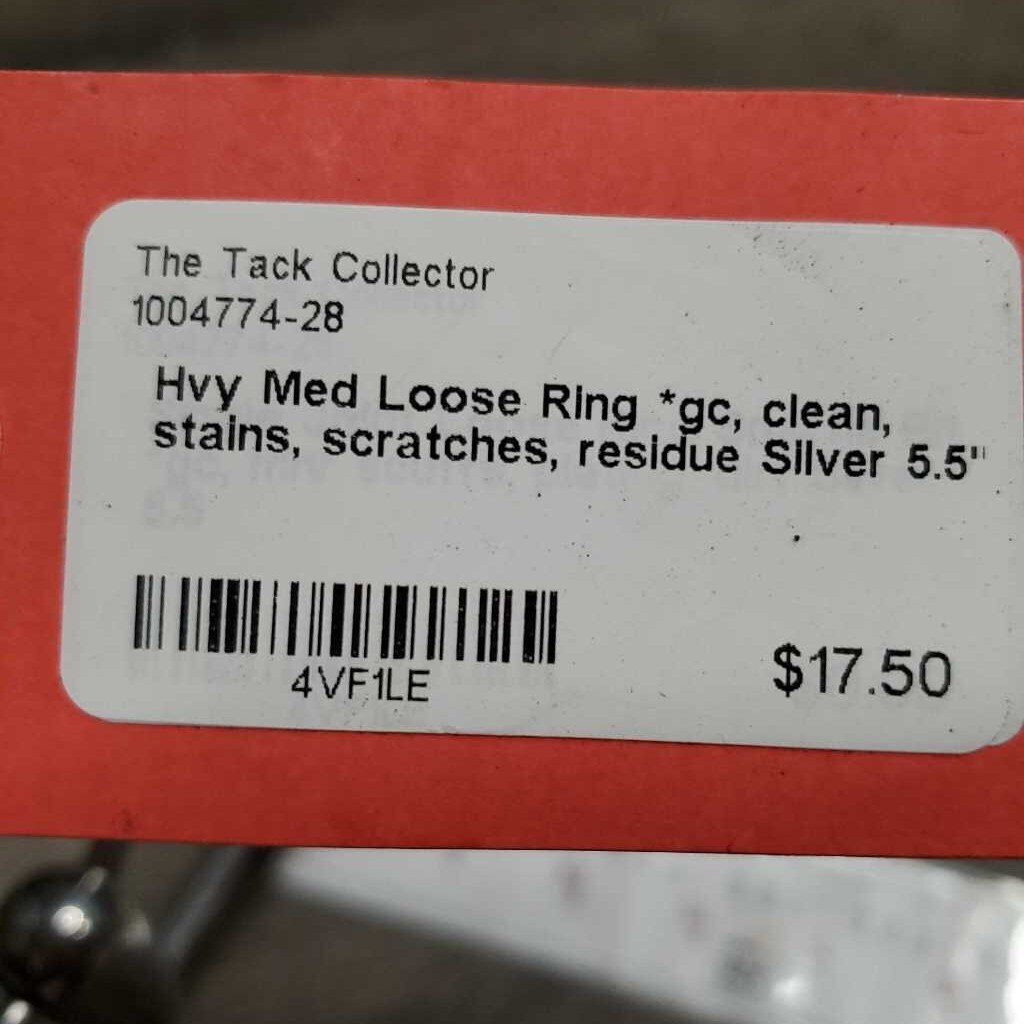 The Tack Collector
1004774-28
Hvy Med Loose Ring *gc, clean,
stains, scratches, residue Silver 5.5"
4VF1LE
$17.50